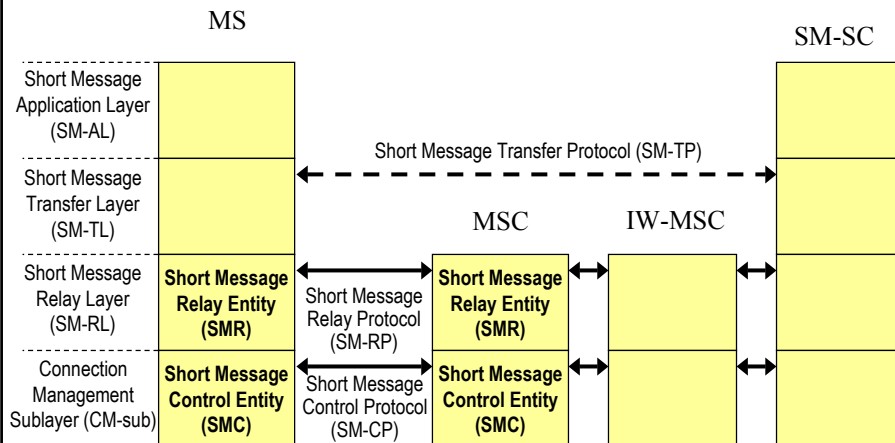 MS
SM-SC
Short Message
Application Layer
(SM-AL)
Short Message Transfer Protocol (SM-TP)
Short Message
Transfer Layer
(SM-TL)
MSC
IW-MSC
Short Message
Relay Layer
(SM-RL)
Short Message
Relay Entity
(SMR)
Short Message
Relay Protocol
(SM-RP)
Short Message
Relay Entity
(SMR)
Connection
Management
Sublayer (CM-sub)
Short Message
Control Entity
(SMC)
Short Message
Control Protocol
(SM-CP)
Short Message
Control Entity
(SMC)